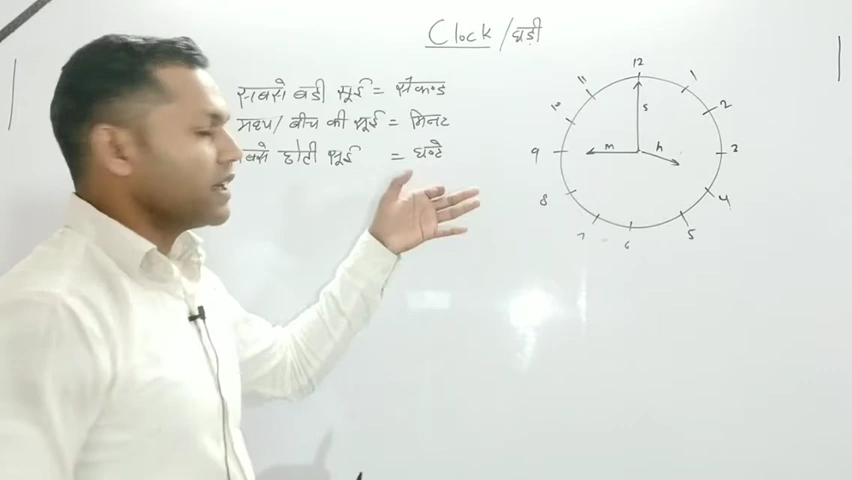 Clock / घड़ी
सबसे बडी सूई = सेकण्ड
मध्य / बीच की सूई = मिनट
बसे छोटी सूई = घण्टे
12
11
1
10
2
s
9
m
h
3
8
4
7
6
5